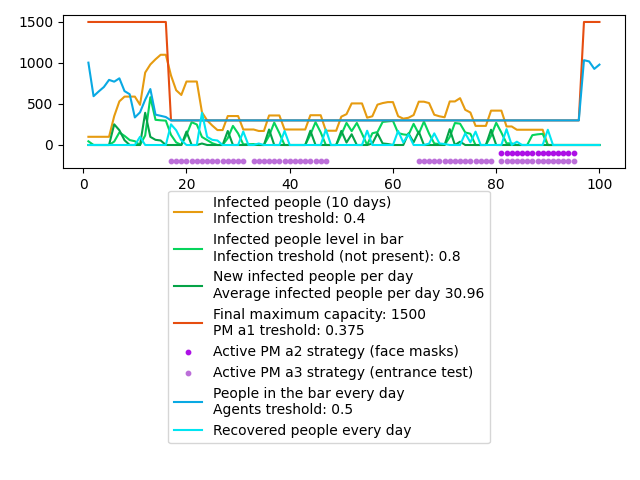 1500
1000
500
0
0
20
40
60
80
100
Infected people (10 days)
Infection treshold: 0.4
Infected people level in bar
Infection treshold (not present): 0.8
New infected people per day
Average infected people per day 30.96
Final maximum capacity: 1500
PM a1 treshold: 0.375
Active PM a2 strategy (face masks)
Active PM a3 strategy (entrance test)
People in the bar every day
Agents treshold: 0.5
Recovered people every day